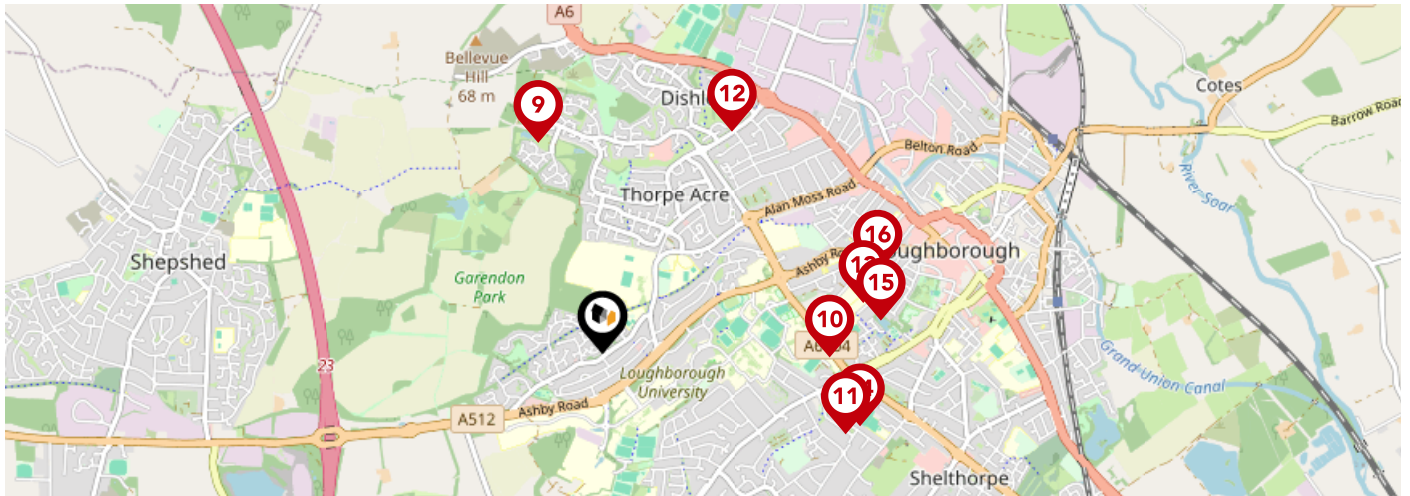 A6
Bellevue
Hill
68 m
9
12
Cotes
Barrow Road
Belton Road
River Soar
Thorpe Acre
Alan Moss Road
16
Shepshed
Ashby
oughborough
15
Garendon
Park
10
23
Loughborough
University
Grand Union Canal
11
Ashby Road
A512
Shelthorpe